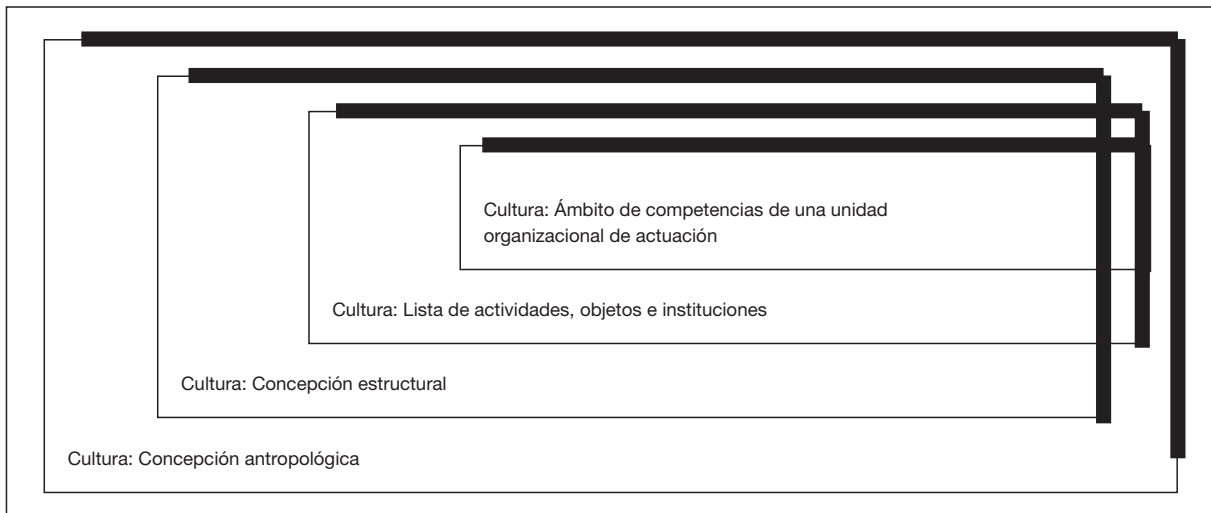 Cultura: Ámbito de competencias de una unidad
organizacional de actuación
Cultura: Lista de actividades, objetos e instituciones
Cultura: Concepción estructural
Cultura: Concepción antropológica